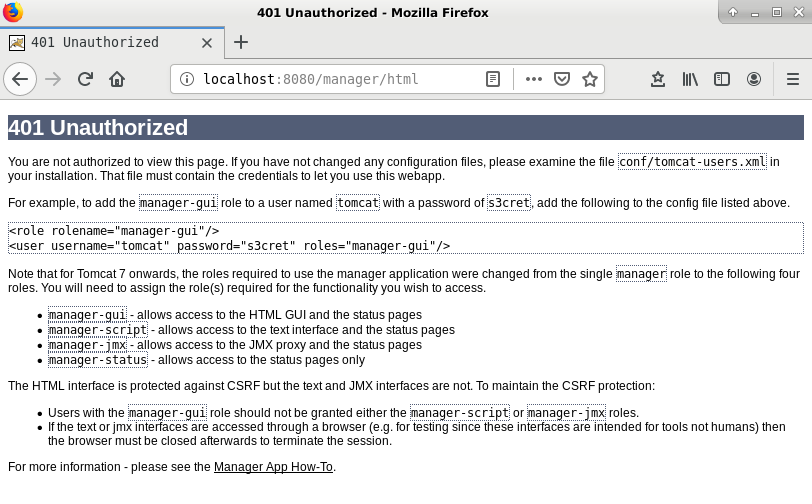 401 Unauthorized - Mozilla Firefox
401 Unauthorized
localhost:8080/manager/html
401 Unauthorized
You are not authorized to view this page. If you have not changed any configuration files, please examine the file conf/tomcat-users.xml in
your installation. That file must contain the credentials to let you use this webapp.
For example, to add the manager-gui role to a user named tomcat with a password of s3cret, add the following to the config file listed above.
<role rolename="manager-gui"/>
<user username="tomcat" password="s3cret" roles="manager-gui"/>
Note that for Tomcat 7 onwards, the roles required to use the manager application were changed from the single manager role to the following four
roles. You will need to assign the role(s) required for the functionality you wish to access.
• manager-gui - allows access to the HTML GUI and the status pages
• manager-script - allows access to the text interface and the status pages
• manager-jmx - allows access to the JMX proxy and the status pages
• manager-status - allows access to the status pages only
The HTML interface is protected against CSRF but the text and JMX interfaces are not. To maintain the CSRF protection:
• Users with the manager-gui role should not be granted either the manager-script or manager-jmx roles.
• If the text or jmx interfaces are accessed through a browser (e.g. for testing since these interfaces are intended for tools not humans) then
the browser must be closed afterwards to terminate the session.
For more information - please see the Manager App How-To.